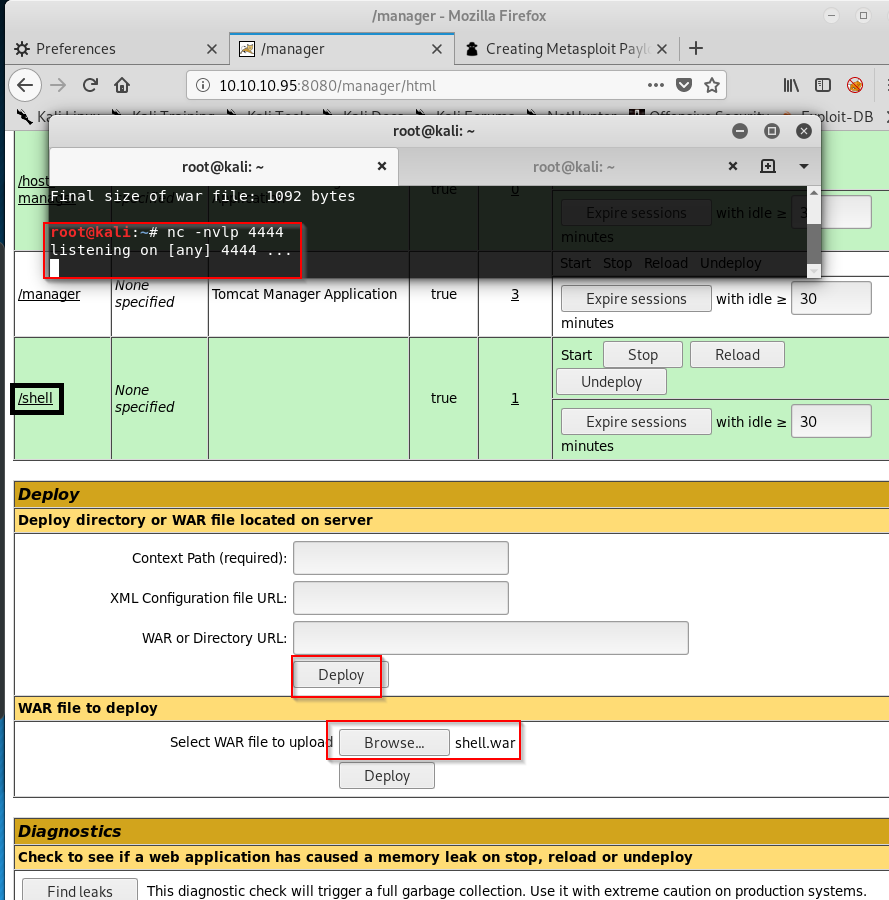 /manager - Mozilla Firefox
Preferences
/manager
Creating Metasploit Paylo
10.10.10.95:8080/manager/html
Kali Linux Kali Training Kali Tools Kali Docs Kali Forums NetHunter Offensive Security Exploit-DB
root@kali: ~
root@kali: ~
root@kali: ~
Final size of war file: 1092 bytes
root@kali:~# nc -nvlp 4444
listening on [any] 4444 ...
/host-
manager
true
0
Expire sessions
minutes
/manager
None
specified
Tomcat Manager Application
true
3
Start Stop Reload Undeploy
Expire sessions with idle ≥ 30
minutes
/shell
None
specified
true
1
Start Stop Reload
Undeploy
Expire sessions with idle ≥ 30
minutes
Deploy
Deploy directory or WAR file located on server
Context Path (required):
XML Configuration file URL:
WAR or Directory URL:
Deploy
WAR file to deploy
Select WAR file to upload Browse... shell.war
Deploy
Diagnostics
Check to see if a web application has caused a memory leak on stop, reload or undeploy
Find leaks This diagnostic check will trigger a full garbage collection. Use it with extreme caution on production systems.